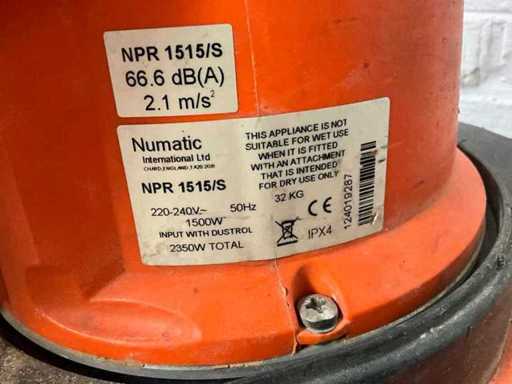 NPR 1515/S
66.6 dB(A)
2.1 m/s²
Numatic
International Ltd
NPR 1515/S
220-240V~ 50Hz
1500W
INPUT WITH DUSTROL
2350W TOTAL
THIS APPLIANCE IS NOT
SUITABLE FOR WET USE
WHEN IT IS FITTED
WITH AN ATTACHMENT
THAT IS INTENDED
FOR DRY USE ONLY
32 KG
CE
IPX4
124019287